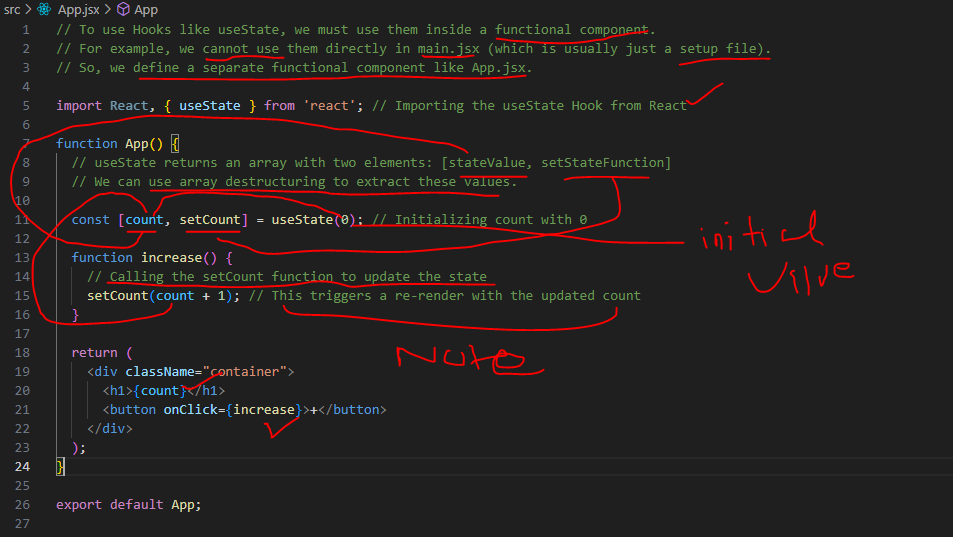 src > App.jsx > App
1 // To use Hooks like useState, we must use them inside a functional component.
2 // For example, we cannot use them directly in main.jsx (which is usually just a setup file).
3 // So, we define a separate functional component like App.jsx.
4
5 import React, { useState } from 'react'; // Importing the useState Hook from React
6
7 function App() {
8   // useState returns an array with two elements: [stateValue, setStateFunction]
9   // We can use array destructuring to extract these values.
10
11   const [count, setCount] = useState(0); // Initializing count with 0
initial
value
12
13   function increase() {
14     // Calling the setCount function to update the state
15     setCount(count + 1); // This triggers a re-render with the updated count
16   }
17
18   return (
Note
19     <div className="container">
20       <h1>{count}</h1>
21       <button onClick={increase}>+</button>
22     </div>
23   );
24 }
25
26 export default App;
27